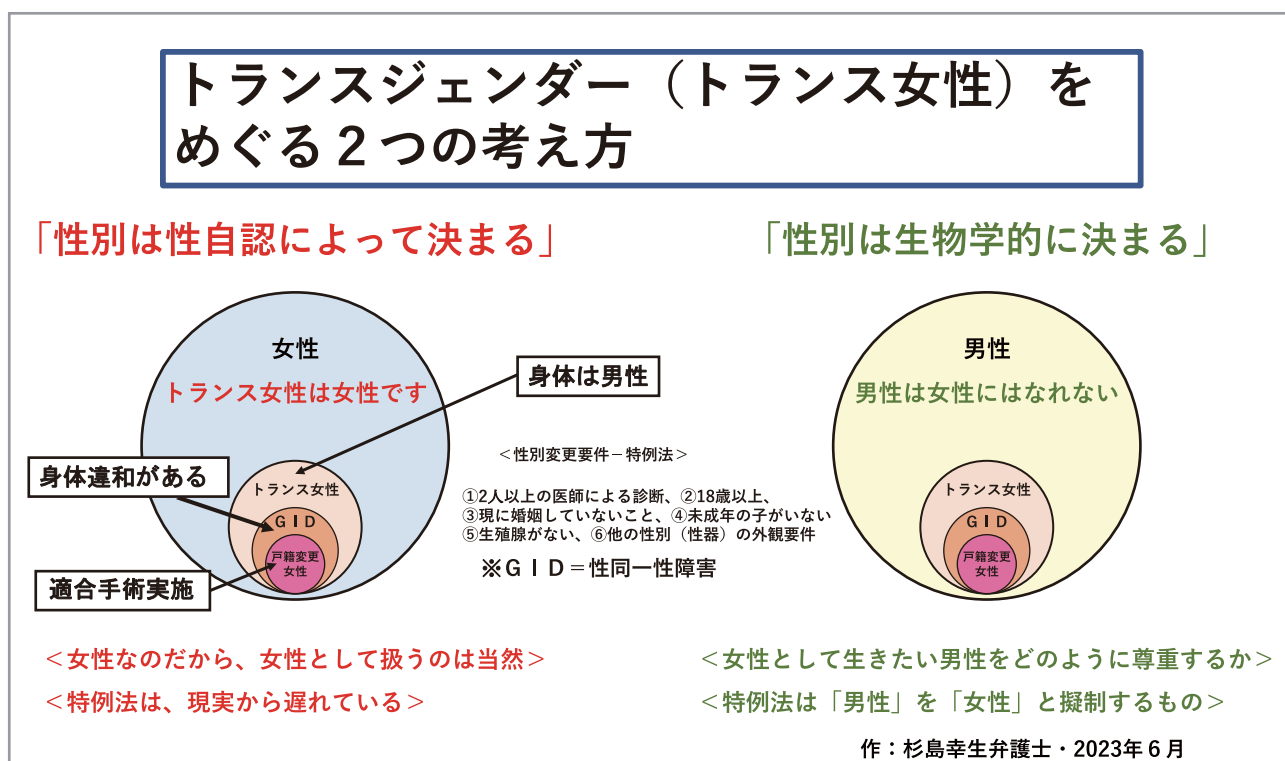 トランスジェンダー（トランス女性）を
めぐる２つの考え方
「性別は性自認によって決まる」
「性別は生物学的に決まる」
女性
トランス女性は女性です
身体は男性
身体違和がある
トランス女性
ＧＩＤ
戸籍変更
女性
適合手術実施
＜性別変更要件－特例法＞
①2人以上の医師による診断、②18歳以上、
③現に婚姻していないこと、④未成年の子がいない
⑤生殖腺がない、⑥他の性別（性器）の外観要件
※ＧＩＤ＝性同一性障害
男性
男性は女性にはなれない
トランス女性
ＧＩＤ
戸籍変更
女性
＜女性なのだから、女性として扱うのは当然＞
＜特例法は、現実から遅れている＞
＜女性として生きたい男性をどのように尊重するか＞
＜特例法は「男性」を「女性」と擬制するもの＞
作：杉島幸生弁護士・2023年６月